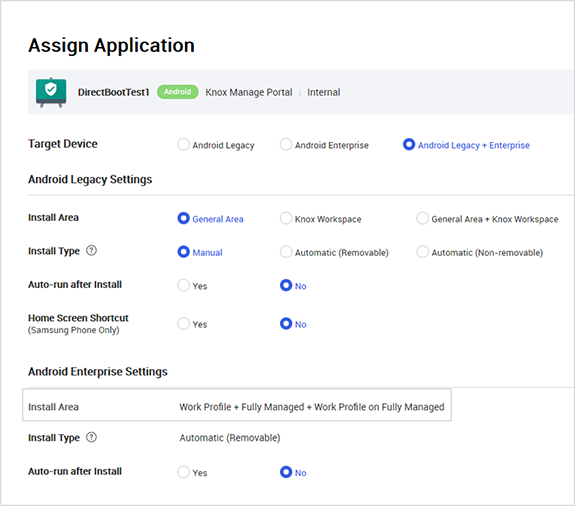 Assign Application
DirectBootTest1 Android Knox Manage Portal | Internal
Target Device Android Legacy Android Enterprise Android Legacy + Enterprise
Android Legacy Settings
Install Area General Area Knox Workspace General Area + Knox Workspace
Install Type ? Manual Automatic (Removable) Automatic (Non-removable)
Auto-run after Install Yes No
Home Screen Shortcut
(Samsung Phone Only) Yes No
Android Enterprise Settings
Install Area Work Profile + Fully Managed + Work Profile on Fully Managed
Install Type ? Automatic (Removable)
Auto-run after Install Yes No